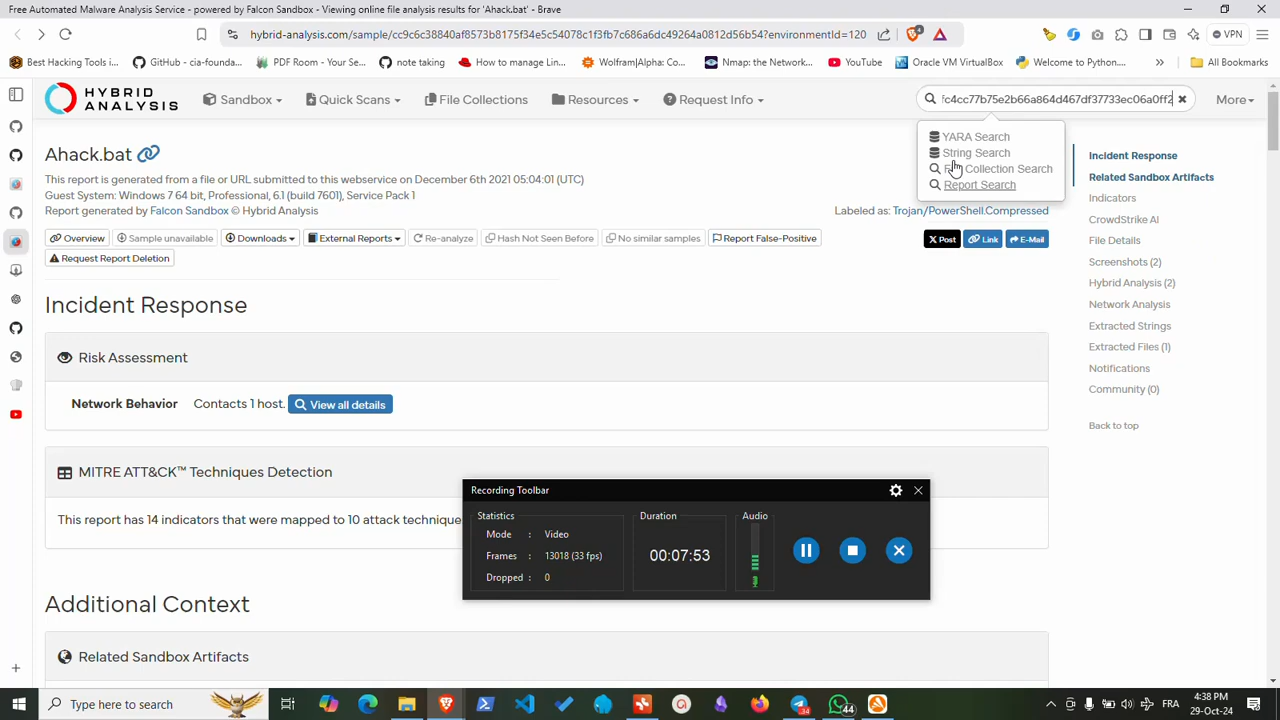 Free Automated Malware Analysis Service - powered by Falcon Sandbox - Viewing online file analysis results for 'Ahack.bat' - Brave
hybrid-analysis.com/sample/cc9c6c38840af8573b8175f34e5c54078c1f3fb7c686a6dc49264a0812d56b54?environmentId=120
VPN
Best Hacking Tools i...
GitHub - cia-founda...
PDF Room - Your Se...
note taking
How to manage Lin...
Wolfram|Alpha: Co...
Nmap: the Network...
YouTube
Oracle VM VirtualBox
Welcome to Python....
All Bookmarks
HYBRID
ANALYSIS
Sandbox
Quick Scans
File Collections
Resources
Request Info
fc4cc77b75e2b66a864d467df37733ec06a0ff2
More
YARA Search
String Search
Collection Search
Report Search
Ahack.bat
This report is generated from a file or URL submitted to this webservice on December 6th 2021 05:04:01 (UTC)
Guest System: Windows 7 64 bit, Professional, 6.1 (build 7601), Service Pack 1
Report generated by Falcon Sandbox © Hybrid Analysis
Labeled as: Trojan/PowerShell.Compressed
Overview
Sample unavailable
Downloads
External Reports
Re-analyze
Hash Not Seen Before
No similar samples
Report False-Positive
Post
Link
E-Mail
Request Report Deletion
Incident Response
Risk Assessment
Network Behavior Contacts 1 host. View all details
MITRE ATT&CK™ Techniques Detection
This report has 14 indicators that were mapped to 10 attack technique
Additional Context
Related Sandbox Artifacts
Incident Response
Related Sandbox Artifacts
Indicators
CrowdStrike AI
File Details
Screenshots (2)
Hybrid Analysis (2)
Network Analysis
Extracted Strings
Extracted Files (1)
Notifications
Community (0)
Back to top
Recording Toolbar
Statistics
Mode : Video
Frames : 13018 (33 fps)
Dropped : 0
Duration
00:07:53
Audio
Type here to search
34
44
FRA
4:38 PM
29-Oct-24